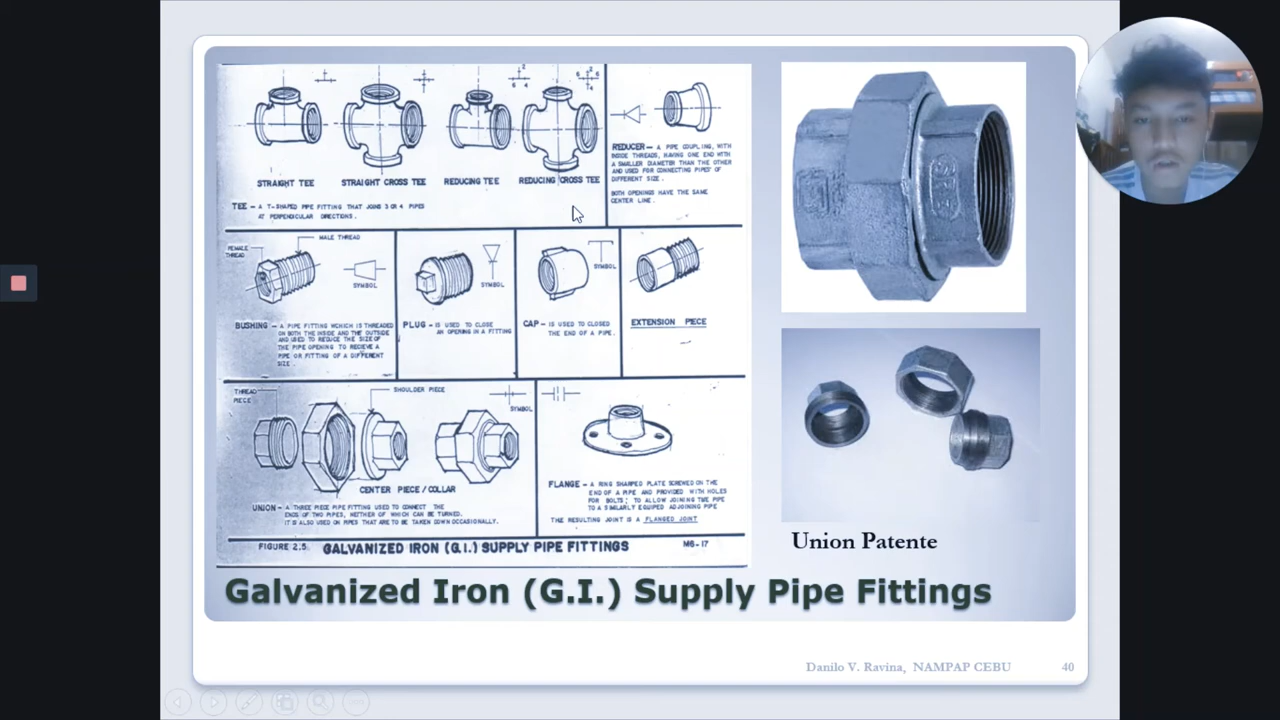 STRAIGHT TEE
STRAIGHT CROSS TEE
REDUCING TEE
REDUCING CROSS TEE
TEE — A T-SHAPED PIPE FITTING THAT JOINS 3 OR 4 PIPES
AT PERPENDICULAR DIRECTIONS.
REDUCER — A PIPE COUPLING, WITH
INSIDE THREADS, HAVING ONE END WITH
A SMALLER DIAMETER THAN THE OTHER
AND USED FOR CONNECTING PIPES OF
DIFFERENT SIZE.
BOTH OPENINGS HAVE THE SAME
CENTER LINE.
FEMALE
THREAD
MALE THREAD
SYMBOL
BUSHING — A PIPE FITTING WCHICH IS THREADED
ON BOTH THE INSIDE AND THE OUTSIDE
AND USED TO REDUCE THE SIZE OF
THE PIPE OPENING TO RECIEVE A
PIPE OR FITTING OF A DIFFERENT
SIZE.
SYMBOL
PLUG — IS USED TO CLOSE
AN OPENING IN A FITTING
SYMBOL
CAP — IS USED TO CLOSED
THE END OF A PIPE.
EXTENSION PIECE
THREAD
PIECE
SHOULDER PIECE
SYMBOL
CENTER PIECE/COLLAR
UNION — A THREE PIECE PIPE FITTING USED TO CONNECT THE
ENDS OF TWO PIPES, NEITHER OF WHICH CAN BE TURNED.
IT IS ALSO USED ON PIPES THAT ARE TO BE TAKEN DOWN OCCASIONALLY.
FLANGE — A RING SHARPED PLATE SCREWED ON THE
END OF A PIPE AND PROVIDED WITH HOLES
FOR BOLTS; TO ALLOW JOINING THE PIPE
TO A SIMILARLY EQUIPED ADJOINING PIPE
THE RESULTING JOINT IS A FLANGED JOINT
FIGURE 2.5. GALVANIZED IRON (G.I.) SUPPLY PIPE FITTINGS M6-17
Union Patente
Galvanized Iron (G.I.) Supply Pipe Fittings
Danilo V. Ravina, NAMPAP CEBU 40